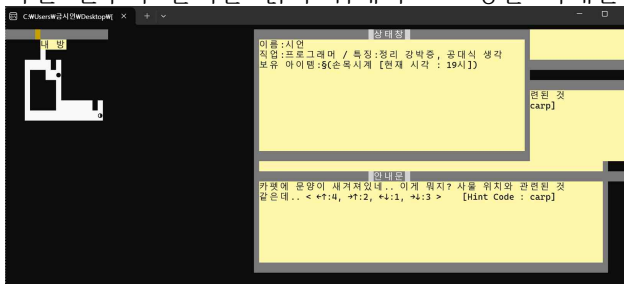 C:\Users\금시언\Desktop\[
내 방
상태창
이름:시언
직업:프로그래머 / 특징:정리 강박증, 공대식 생각
보유 아이템:§(손목시계 [현재 시각 : 19시])
련된 것
carp]
안내문
카펫에 문양이 새겨져있네.. 이게 뭐지? 사물 위치와 관련된 것
같은데.. < ←↑:4, →↑:2, ←↓:1, →↓:3 > [Hint Code : carp]